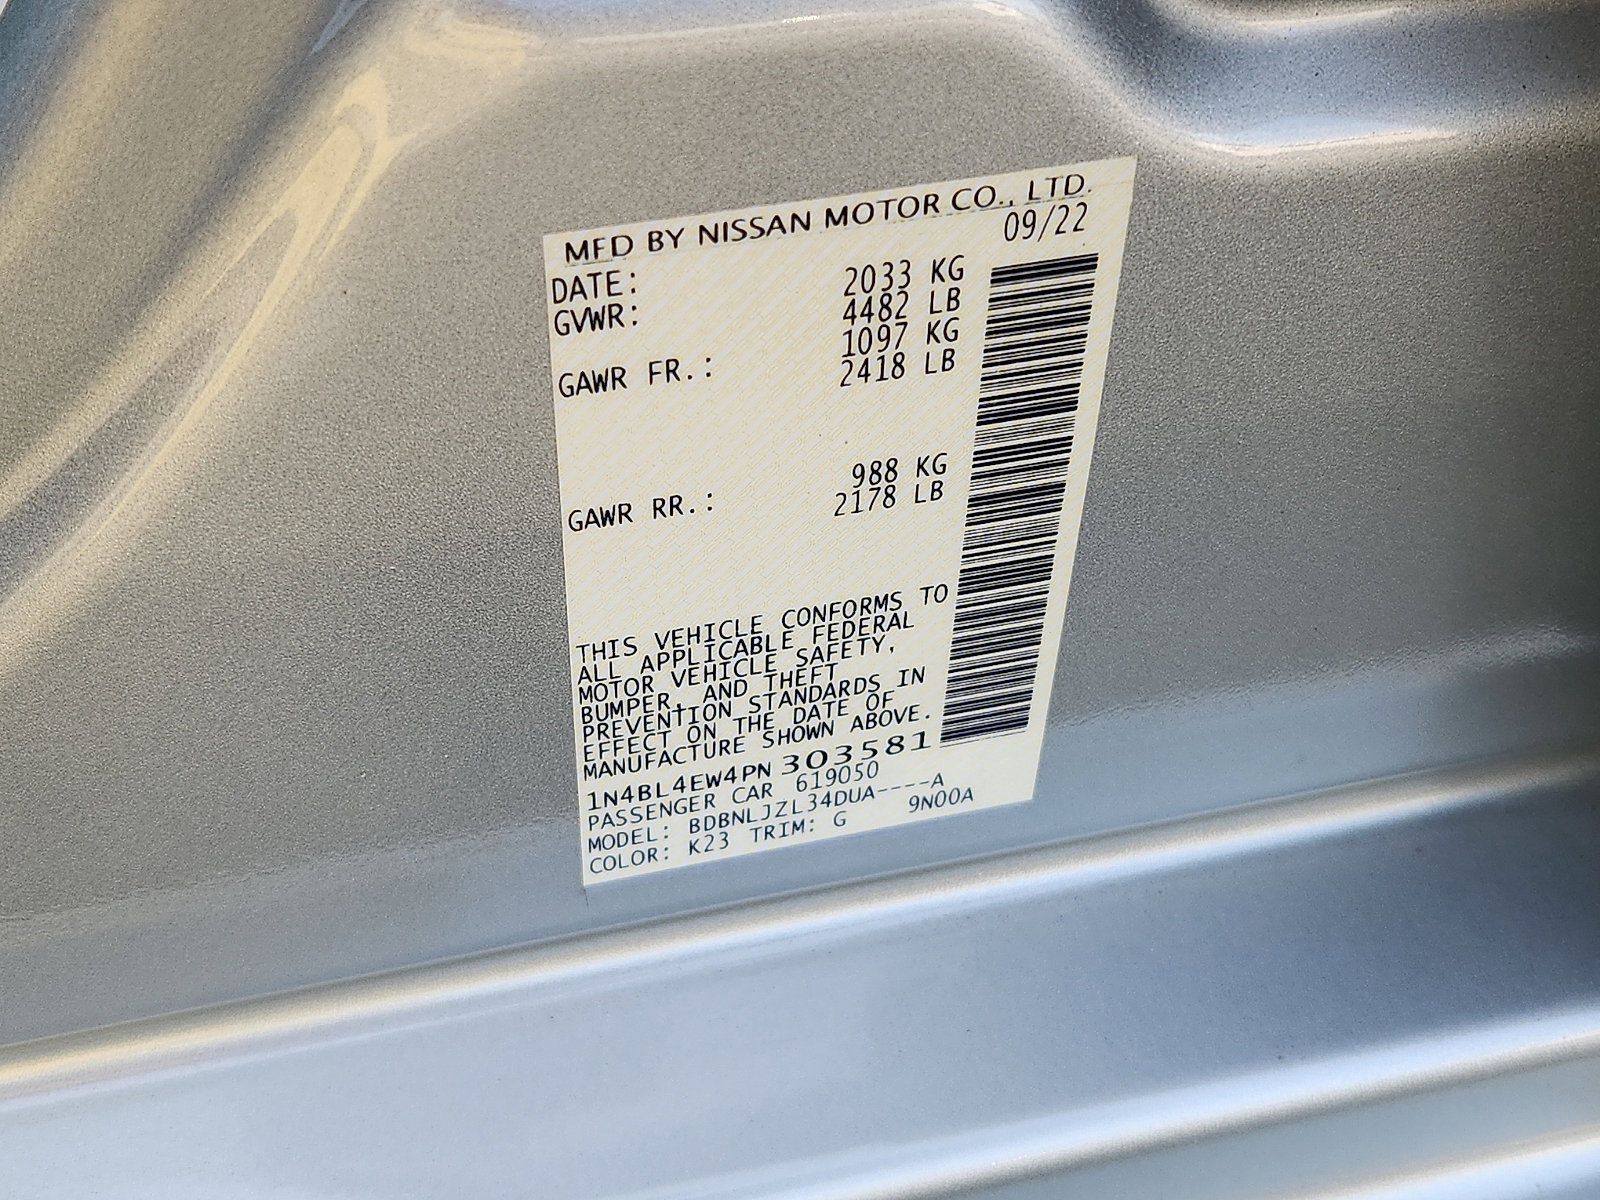 MFD BY NISSAN MOTOR CO., LTD.
DATE: 09/22
GVWR: 2033 KG
4482 LB
GAWR FR.: 1097 KG
2418 LB
GAWR RR.: 988 KG
2178 LB
THIS VEHICLE CONFORMS TO
ALL APPLICABLE FEDERAL
MOTOR VEHICLE SAFETY,
BUMPER, AND THEFT
PREVENTION STANDARDS IN
EFFECT ON THE DATE OF
MANUFACTURE SHOWN ABOVE.
1N4BL4EW4PN303581
PASSENGER CAR 619050
MODEL: BDBNLJZL34DUA----A
COLOR: K23 TRIM: G 9N00A